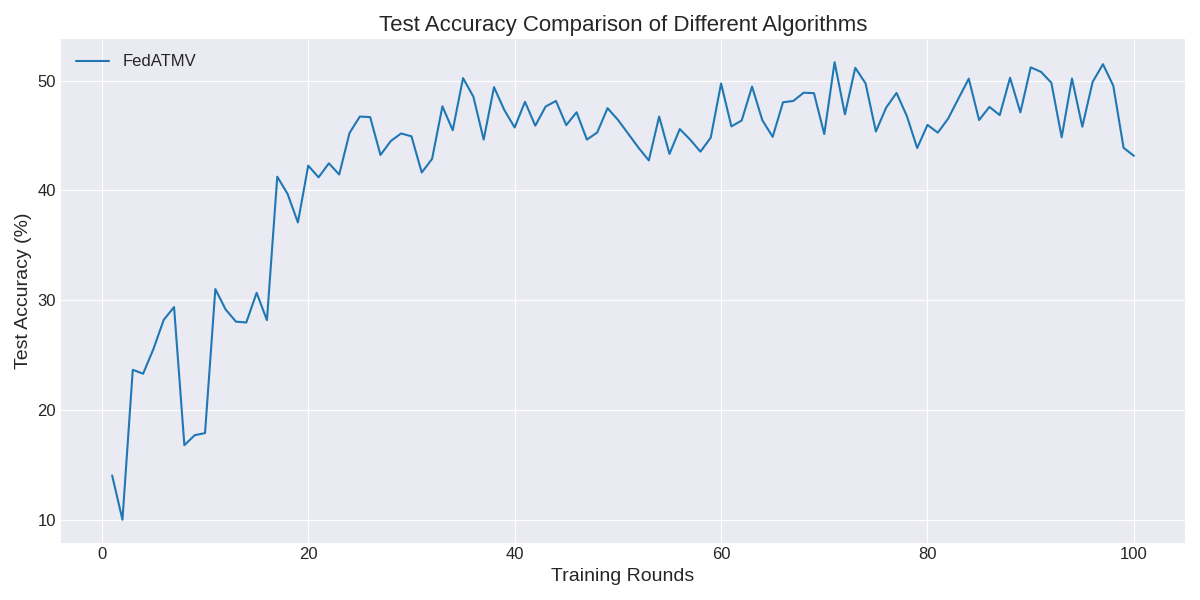 Test Accuracy Comparison of Different Algorithms
FedATMV
Test Accuracy (%)
50
40
30
20
10
0 20 40 60 80 100
Training Rounds